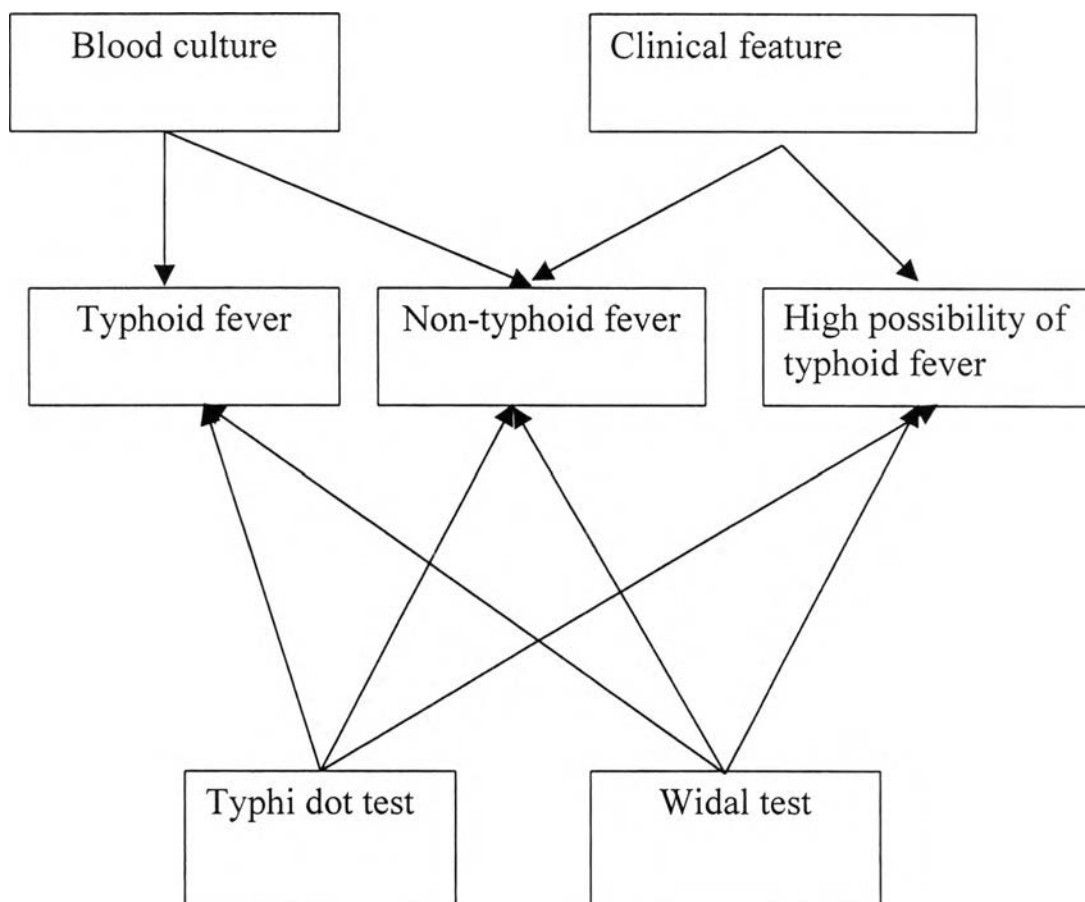 Blood culture
Clinical feature
Typhoid fever
Non-typhoid fever
High possibility of
typhoid fever
Typhi dot test
Widal test